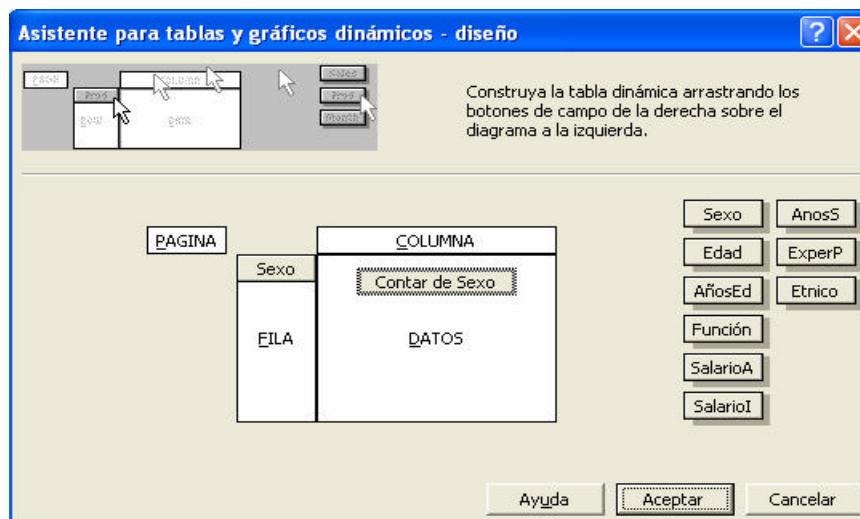 Asistente para tablas y gráficos dinámicos - diseño
Construya la tabla dinámica arrastrando los
botones de campo de la derecha sobre el
diagrama a la izquierda.
Sexo
AnosS
PAGINA
COLUMNA
Edad
ExperP
Sexo
Contar de Sexo
AñosEd
Etnico
FILA
DATOS
Función
SalarioA
SalarioI
Ayuda
Aceptar
Cancelar